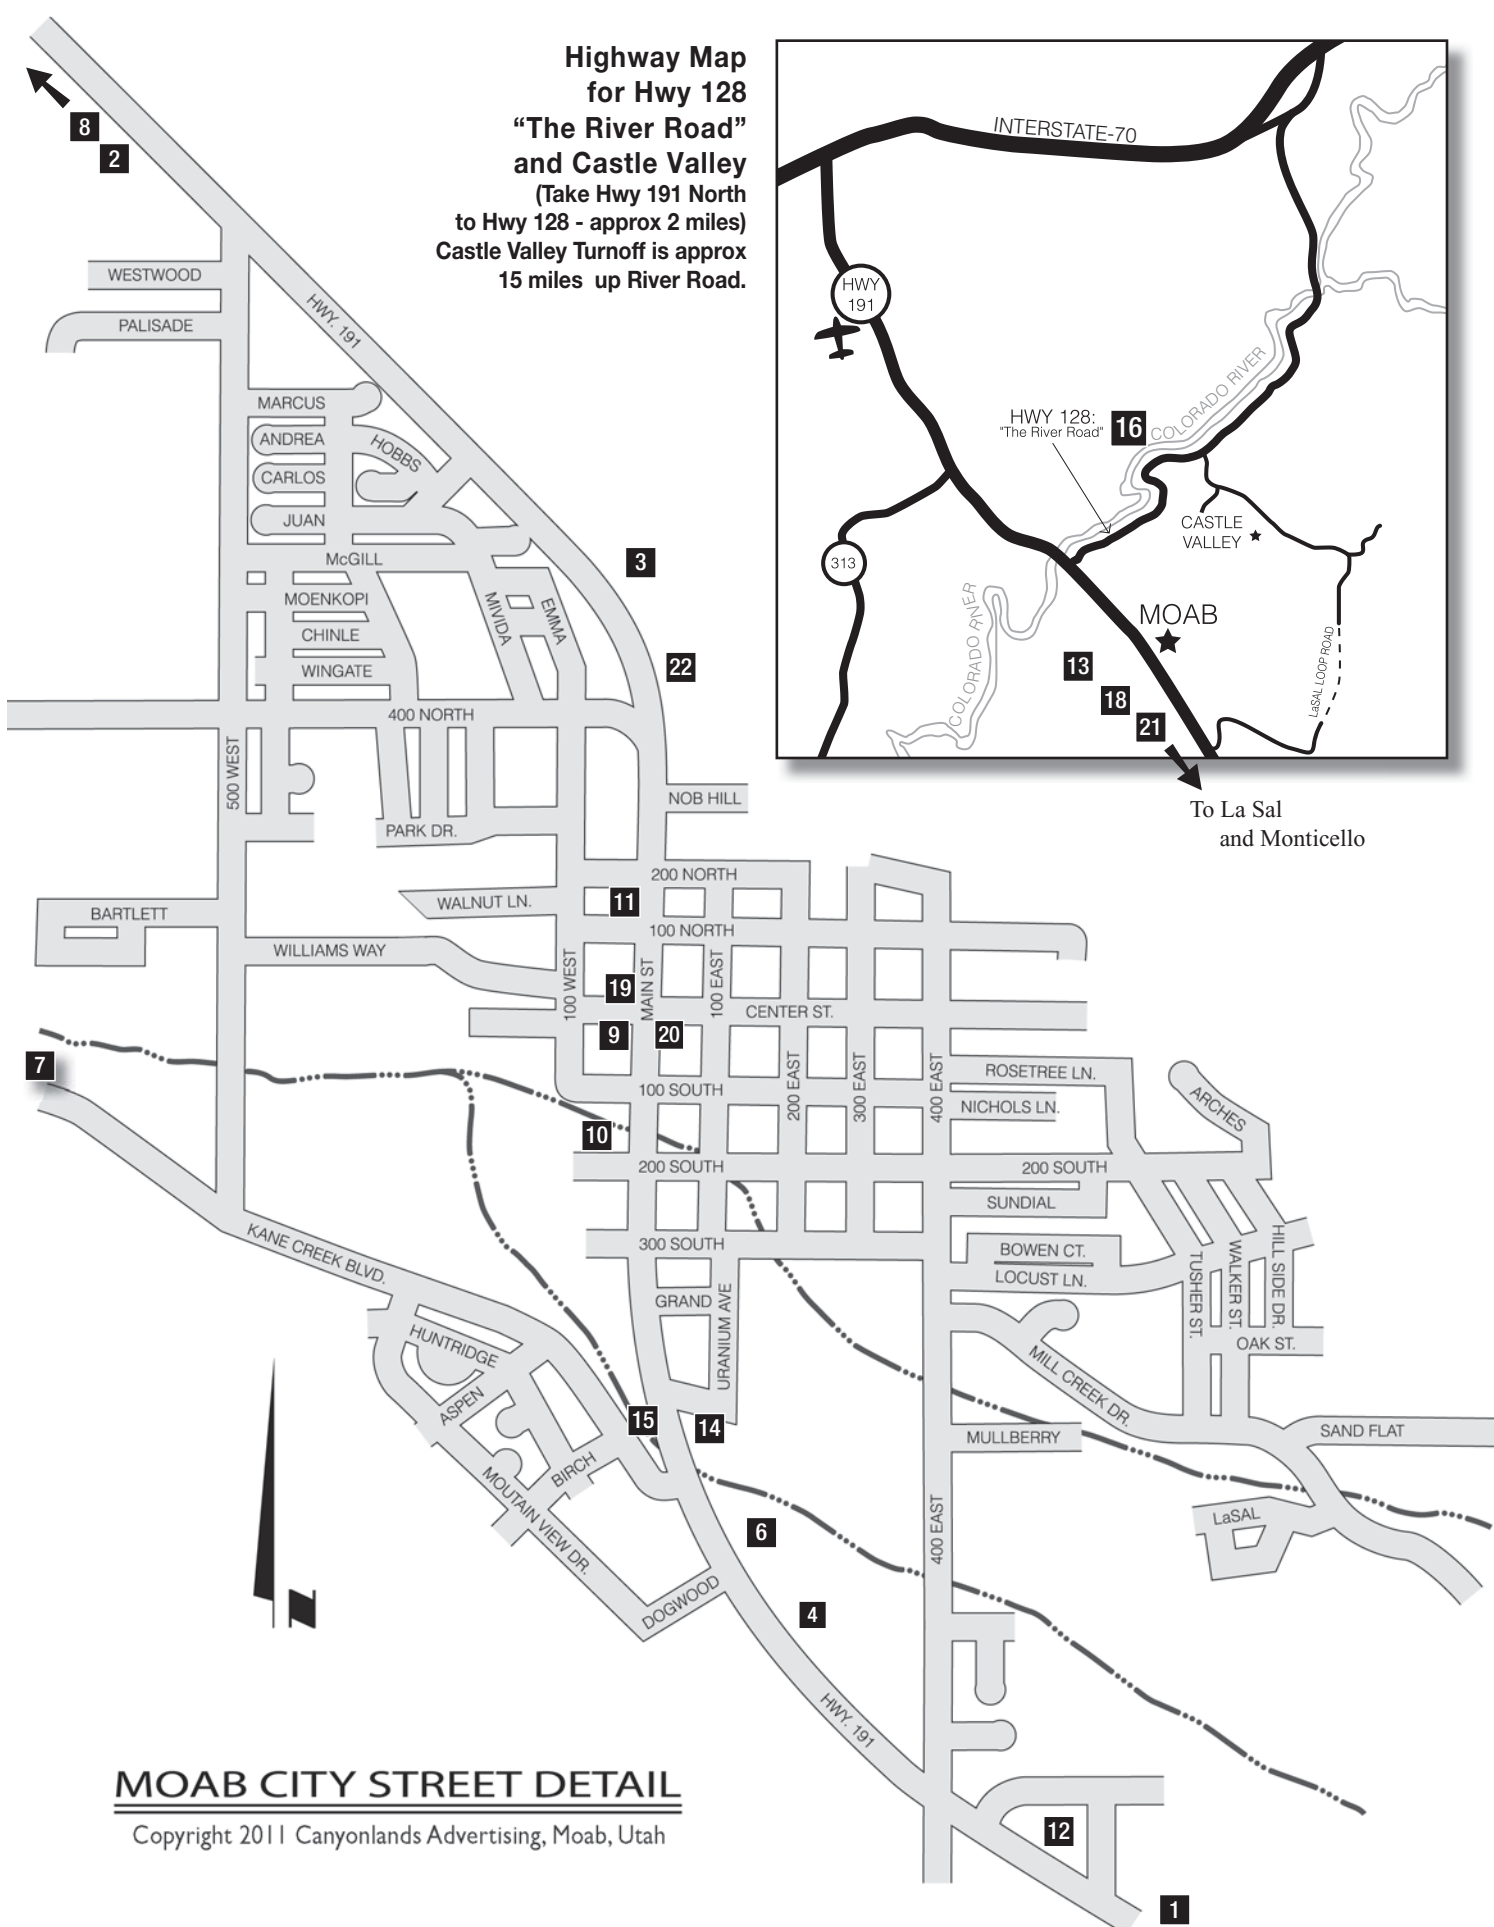 Highway Map
for Hwy 128
“The River Road”
and Castle Valley
(Take Hwy 191 North
to Hwy 128 - approx 2 miles)
Castle Valley Turnoff is approx
15 miles up River Road.
INTERSTATE-70
HWY
191
HWY 128:
"The River Road"
16
COLORADO RIVER
CASTLE
VALLEY
313
COLORADO RIVER
MOAB
13
18
21
LaSAL LOOP ROAD
To La Sal
and Monticello
8
2
WESTWOOD
PALISADE
HWY. 191
MARCUS
ANDREA
HOBBS
CARLOS
JUAN
McGILL
3
MOENKOPI
MIVIDA
EMMA
CHINLE
WINGATE
22
400 NORTH
500 WEST
NOB HILL
PARK DR.
200 NORTH
WALNUT LN.
11
BARTLETT
100 NORTH
WILLIAMS WAY
100 WEST
19
MAIN ST
100 EAST
CENTER ST.
9
20
7
100 SOUTH
200 EAST
300 EAST
400 EAST
ROSETREE LN.
NICHOLS LN.
ARCHES
10
200 SOUTH
200 SOUTH
SUNDIAL
300 SOUTH
BOWEN CT.
LOCUST LN.
TUSHER ST.
WALKER ST.
HILL SIDE DR.
OAK ST.
KANE CREEK BLVD.
GRAND
URANIUM AVE
HUNTRIDGE
ASPEN
MILL CREEK DR.
15
14
MULLBERRY
SAND FLAT
BIRCH
MOUTAIN VIEW DR.
6
400 EAST
LaSAL
DOGWOOD
4
N
HWY. 191
12
1
MOAB CITY STREET DETAIL
Copyright 2011 Canyonlands Advertising, Moab, Utah